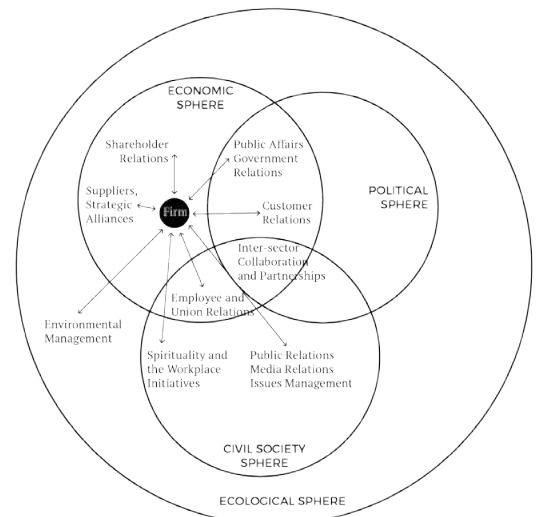 ECONOMIC
SPHERE
Shareholder
Relations
Public Affairs
Government
Relations
POLITICAL
SPHERE
Suppliers,
Strategic
Alliances
Firm
Customer
Relations
Inter-sector
Collaboration
and Partnerships
Employee and
Union Relations
Environmental
Management
Spirituality and
the Workplace
Initiatives
Public Relations
Media Relations
Issues Management
CIVIL SOCIETY
SPHERE
ECOLOGICAL SPHERE